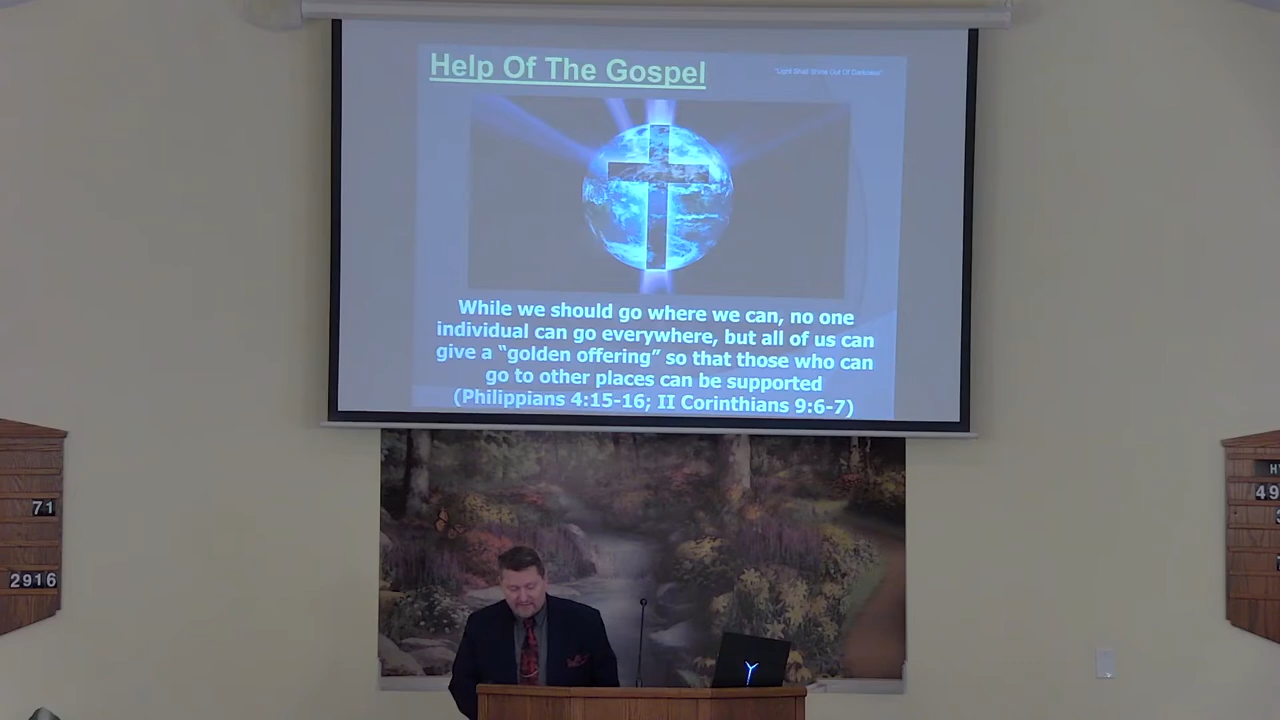 Help Of The Gospel
"Light Shall Shine Out Of Darkness"
While we should go where we can, no one
individual can go everywhere, but all of us can
give a “golden offering” so that those who can
go to other places can be supported
(Philippians 4:15-16; II Corinthians 9:6-7)
71
2916
49